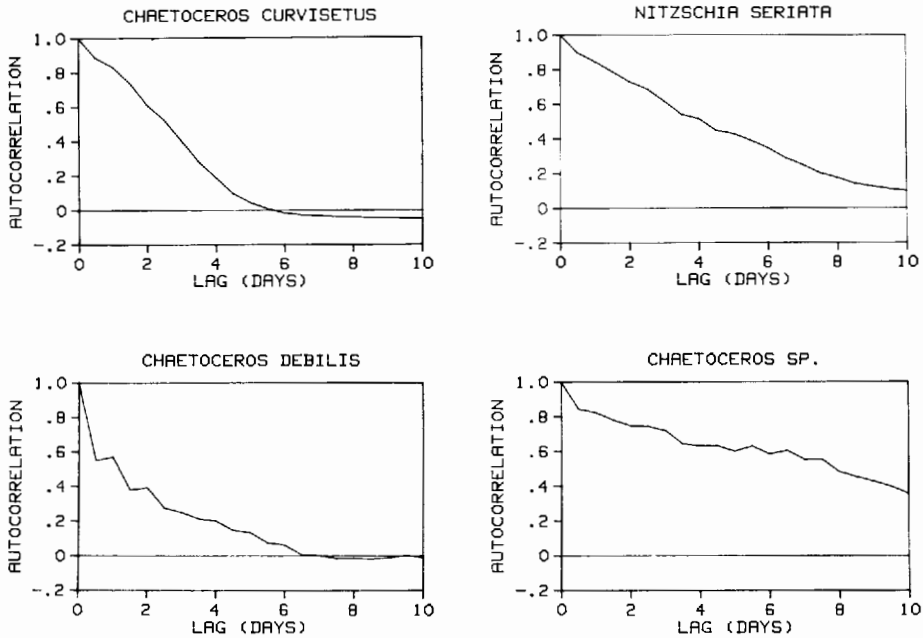 CHAETOCEROS CURVISETUS
AUTOCORRELATION
1.0
.8
.6
.4
.2
0
-.2
0 2 4 6 8 10
LAG (DAYS)
NITZSCHIA SERIATA
AUTOCORRELATION
1.0
.8
.6
.4
.2
0
-.2
0 2 4 6 8 10
LAG (DAYS)
CHAETOCEROS DEBILIS
AUTOCORRELATION
1.0
.8
.6
.4
.2
0
-.2
0 2 4 6 8 10
LAG (DAYS)
CHAETOCEROS SP.
AUTOCORRELATION
1.0
.8
.6
.4
.2
0
-.2
0 2 4 6 8 10
LAG (DAYS)